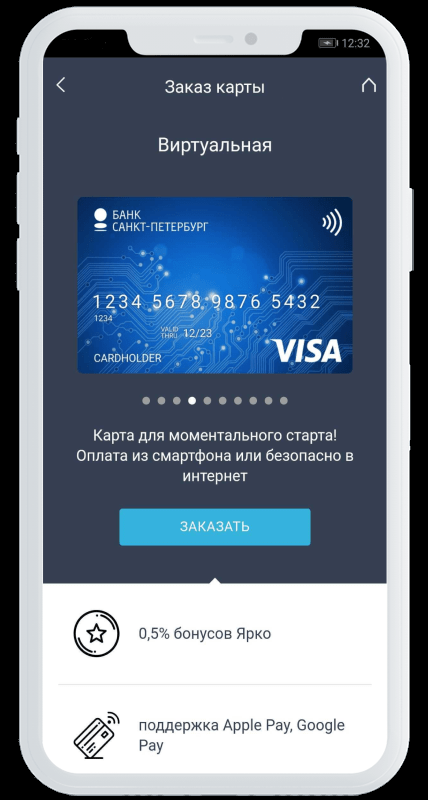 12:32
Заказ карты
Виртуальная
БАНК
САНКТ-ПЕТЕРБУРГ
1234 5678 9876 5432
1234
VALID
THRU 12/23
CARDHOLDER
VISA
Карта для моментального старта!
Оплата из смартфона или безопасно в
интернет
ЗАКАЗАТЬ
0,5% бонусов Ярко
поддержка Apple Pay, Google
Pay